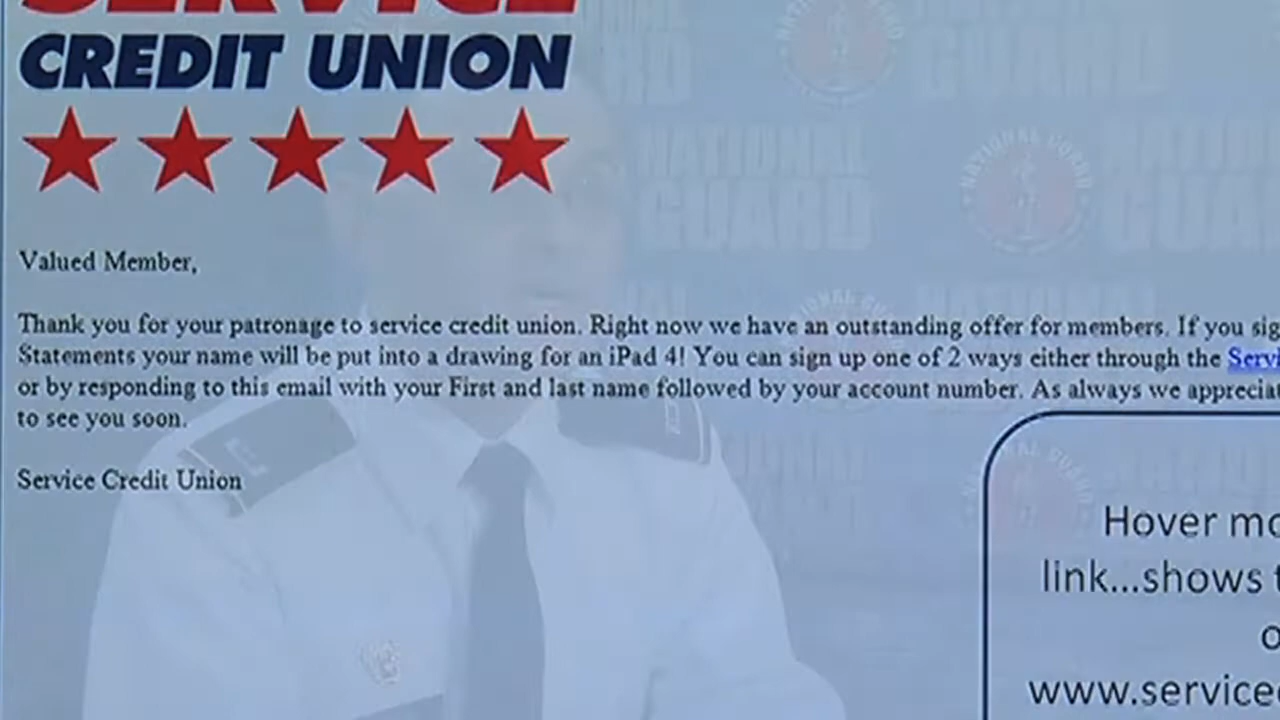 SERVICE
CREDIT UNION
NATIONAL
GUARD
NATIONAL GUARD
Valued Member,
Thank you for your patronage to service credit union. Right now we have an outstanding offer for members. If you sig
Statements your name will be put into a drawing for an iPad 4! You can sign up one of 2 ways either through the Servi
or by responding to this email with your First and last name followed by your account number. As always we appreciat
to see you soon.
Service Credit Union
Hover mo
link...shows t
o
www.service